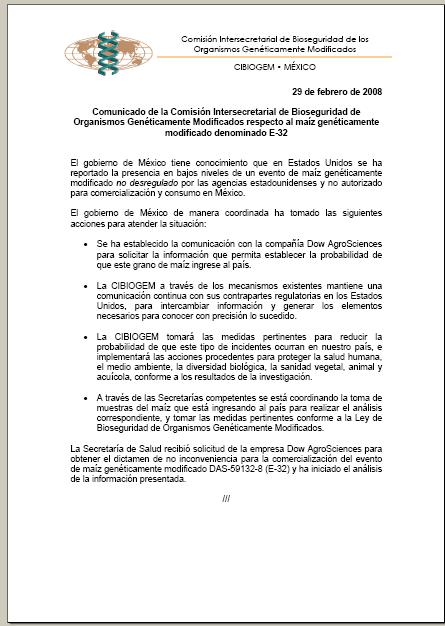 Comisión Intersecretarial de Bioseguridad de los
Organismos Genéticamente Modificados
CIBIOGEM • MÉXICO
29 de febrero de 2008
Comunicado de la Comisión Intersecretarial de Bioseguridad de
Organismos Genéticamente Modificados respecto al maíz genéticamente
modificado denominado E-32
El gobierno de México tiene conocimiento que en Estados Unidos se ha
reportado la presencia en bajos niveles de un evento de maíz genéticamente
modificado no desregulado por las agencias estadounidenses y no autorizado
para comercialización y consumo en México.
El gobierno de México de manera coordinada ha tomado las siguientes
acciones para atender la situación:
• Se ha establecido la comunicación con la compañía Dow AgroSciences
para solicitar la información que permita establecer la probabilidad de
que este grano de maíz ingrese al país.
• La CIBIOGEM a través de los mecanismos existentes mantiene una
comunicación continua con sus contrapartes regulatorias en los Estados
Unidos, para intercambiar información y generar los elementos
necesarios para conocer con precisión lo sucedido.
• La CIBIOGEM tomará las medidas pertinentes para reducir la
probabilidad de que este tipo de incidentes ocurran en nuestro país, e
implementará las acciones procedentes para proteger la salud humana,
el medio ambiente, la diversidad biológica, la sanidad vegetal, animal y
acuícola, conforme a los resultados de la investigación.
• A través de las Secretarías competentes se está coordinando la toma de
muestras del maíz que está ingresando al país para realizar el análisis
correspondiente, y tomar las medidas pertinentes conforme a la Ley de
Bioseguridad de Organismos Genéticamente Modificados.
La Secretaría de Salud recibió solicitud de la empresa Dow AgroSciences para
obtener el dictamen de no inconveniencia para la comercialización del evento
de maíz genéticamente modificado DAS-59132-8 (E-32) y ha iniciado el análisis
de la información presentada.
///